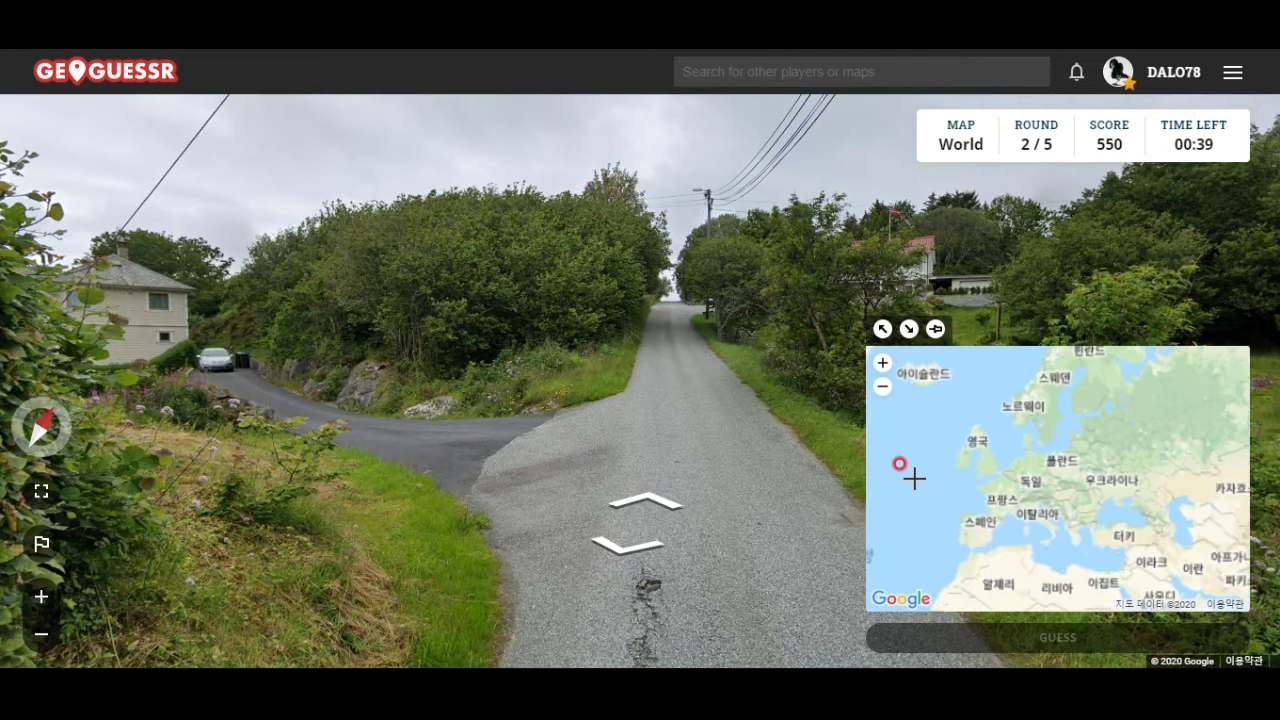 GEOGUESSR
Search for other players or maps
DALO78
MAP
World
ROUND
2 / 5
SCORE
550
TIME LEFT
00:39
핀란드
아이슬란드
스웨덴
노르웨이
영국
폴란드
독일
우크라이나
카자흐
프랑스
이탈리아
스페인
터키
아프가니
이라크
이란
알제리
리비아
이집트
파키
사우디
Google
지도 데이터 ©2020
이용약관
GUESS
© 2020 Google
이용약관